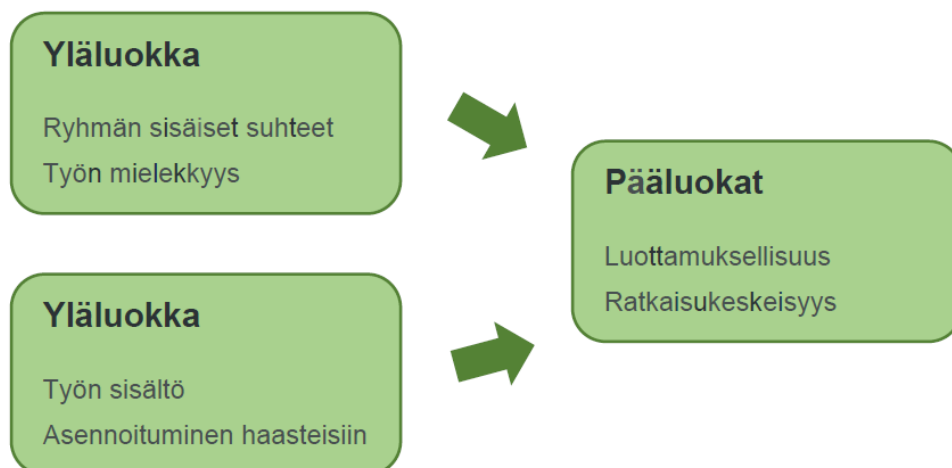 Yläluokka
Ryhmän sisäiset suhteet
Työn mielekkyys
Yläluokka
Työn sisältö
Asennoituminen haasteisiin
Pääluokat
Luottamuksellisuus
Ratkaisukeskeisyys